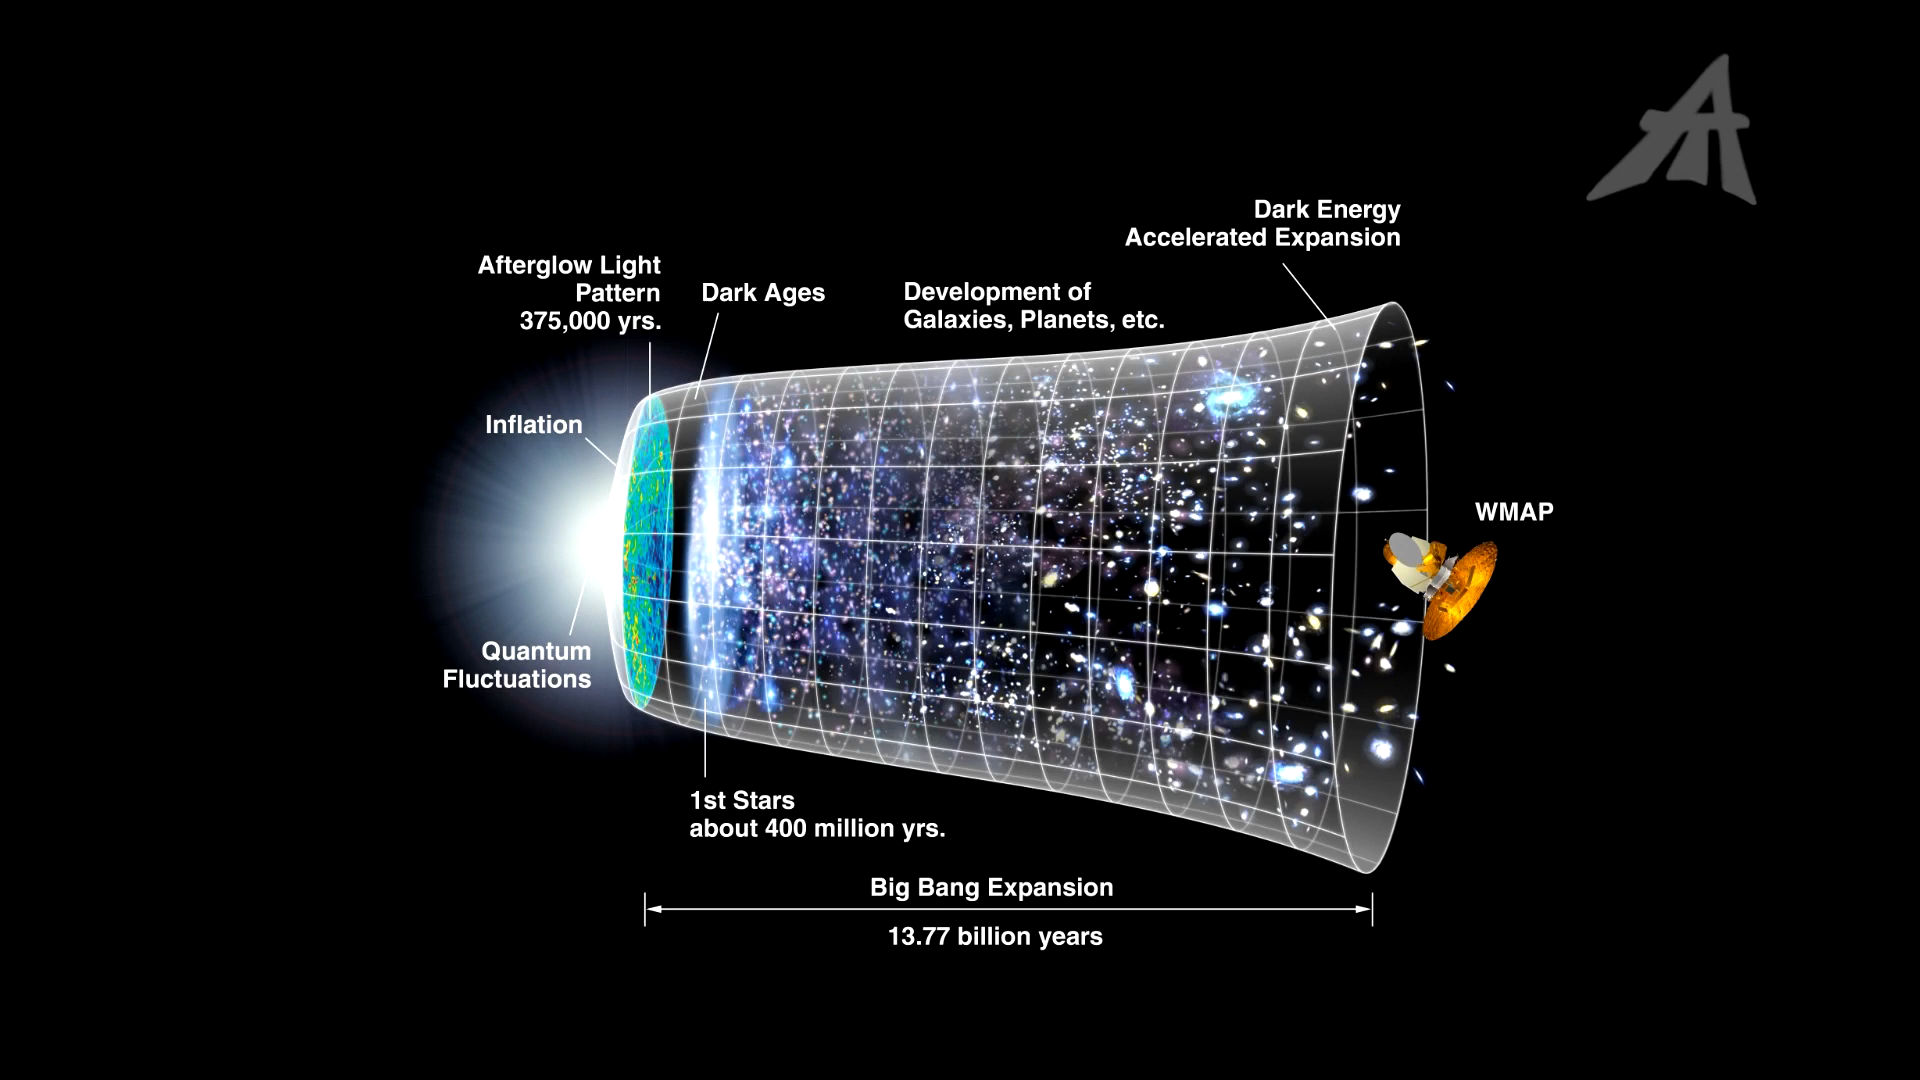 Dark Energy
Accelerated Expansion
Afterglow Light
Pattern
375,000 yrs.
Dark Ages
Development of
Galaxies, Planets, etc.
Inflation
WMAP
Quantum
Fluctuations
1st Stars
about 400 million yrs.
Big Bang Expansion
13.77 billion years